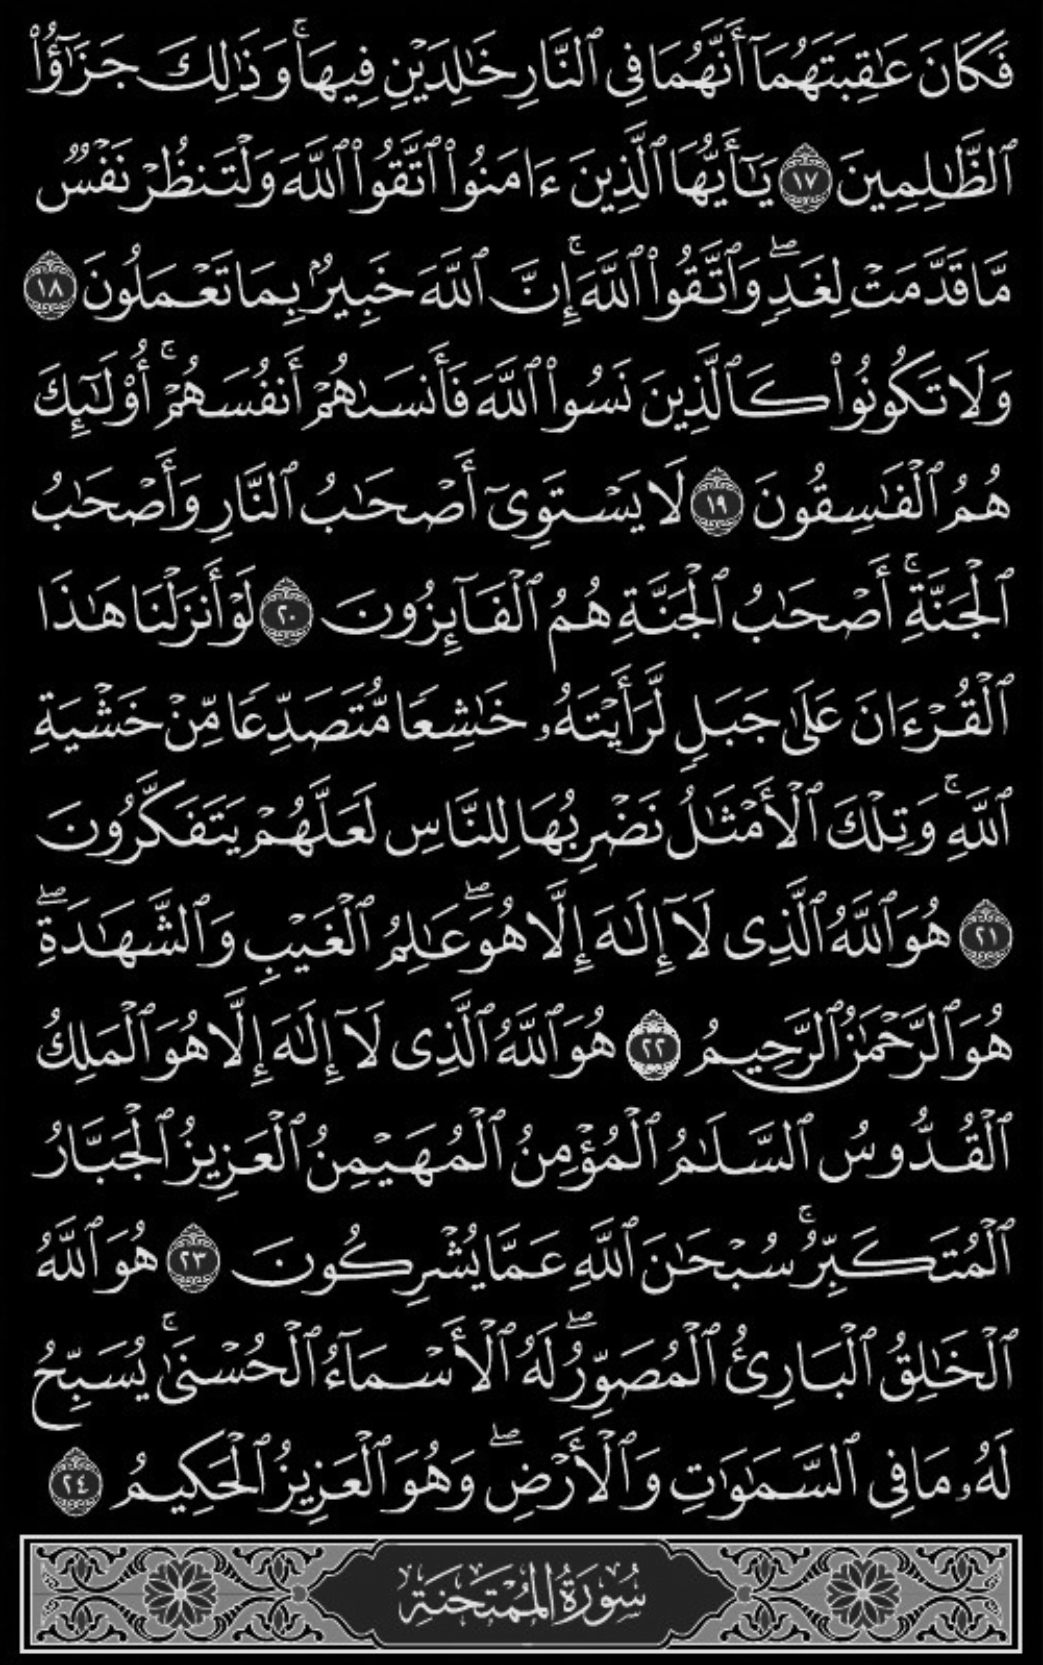 فَكَانَ عَٰقِبَتَهُمَآ أَنَّهُمَا فِي ٱلنَّارِ خَٰلِدَيْنِ فِيهَاۚ وَذَٰلِكَ جَزَٰٓؤُاْ
ٱلظَّٰلِمِينَ ١٧ يَٰٓأَيُّهَا ٱلَّذِينَ ءَامَنُواْ ٱتَّقُواْ ٱللَّهَ وَلْتَنظُرْ نَفْسٞ
مَّا قَدَّمَتْ لِغَدٖۖ وَٱتَّقُواْ ٱللَّهَۚ إِنَّ ٱللَّهَ خَبِيرُۢ بِمَا تَعْمَلُونَ ١٨
وَلَا تَكُونُواْ كَٱلَّذِينَ نَسُواْ ٱللَّهَ فَأَنسَىٰهُمْ أَنفُسَهُمْۚ أُوْلَٰٓئِكَ
هُمُ ٱلْفَٰسِقُونَ ١٩ لَا يَسْتَوِيٓ أَصْحَٰبُ ٱلنَّارِ وَأَصْحَٰبُ
ٱلْجَنَّةِۚ أَصْحَٰبُ ٱلْجَنَّةِ هُمُ ٱلْفَآئِزُونَ ٢٠ لَوْ أَنزَلْنَا هَٰذَا
ٱلْقُرْءَانَ عَلَىٰ جَبَلٖ لَّرَأَيْتَهُۥ خَٰشِعٗا مُّتَصَدِّعٗا مِّنْ خَشْيَةِ
ٱللَّهِۚ وَتِلْكَ ٱلْأَمْثَٰلُ نَضْرِبُهَا لِلنَّاسِ لَعَلَّهُمْ يَتَفَكَّرُونَ
٢١ هُوَ ٱللَّهُ ٱلَّذِي لَآ إِلَٰهَ إِلَّا هُوَۖ عَٰلِمُ ٱلْغَيْبِ وَٱلشَّهَٰدَةِۖ
هُوَ ٱلرَّحْمَٰنُ ٱلرَّحِيمُ ٢٢ هُوَ ٱللَّهُ ٱلَّذِي لَآ إِلَٰهَ إِلَّا هُوَ ٱلْمَلِكُ
ٱلْقُدُّوسُ ٱلسَّلَٰمُ ٱلْمُؤْمِنُ ٱلْمُهَيْمِنُ ٱلْعَزِيزُ ٱلْجَبَّارُ
ٱلْمُتَكَبِّرُۚ سُبْحَٰنَ ٱللَّهِ عَمَّا يُشْرِكُونَ ٢٣ هُوَ ٱللَّهُ
ٱلْخَٰلِقُ ٱلْبَارِئُ ٱلْمُصَوِّرُۖ لَهُ ٱلْأَسْمَآءُ ٱلْحُسْنَىٰۚ يُسَبِّحُ
لَهُۥ مَا فِي ٱلسَّمَٰوَٰتِ وَٱلْأَرْضِۖ وَهُوَ ٱلْعَزِيزُ ٱلْحَكِيمُ ٢٤
سُورَةُ المُمْتَحَنَةِ